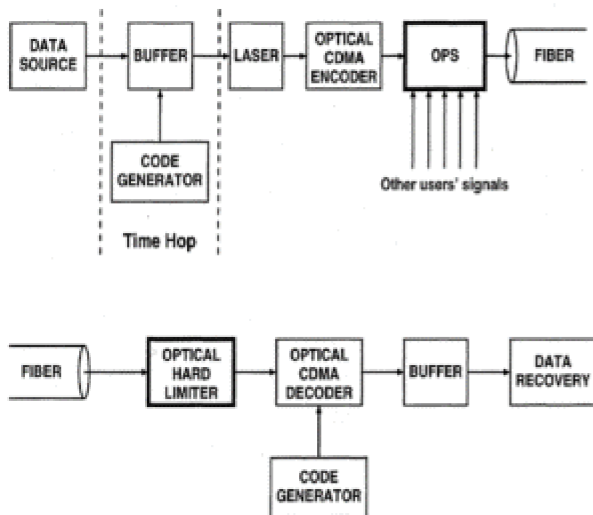 DATA
SOURCE
BUFFER
LASER
OPTICAL
CDMA
ENCODER
OPS
FIBER
CODE
GENERATOR
Other users' signals
Time Hop
FIBER
OPTICAL
HARD
LIMITER
OPTICAL
CDMA
DECODER
BUFFER
DATA
RECOVERY
CODE
GENERATOR